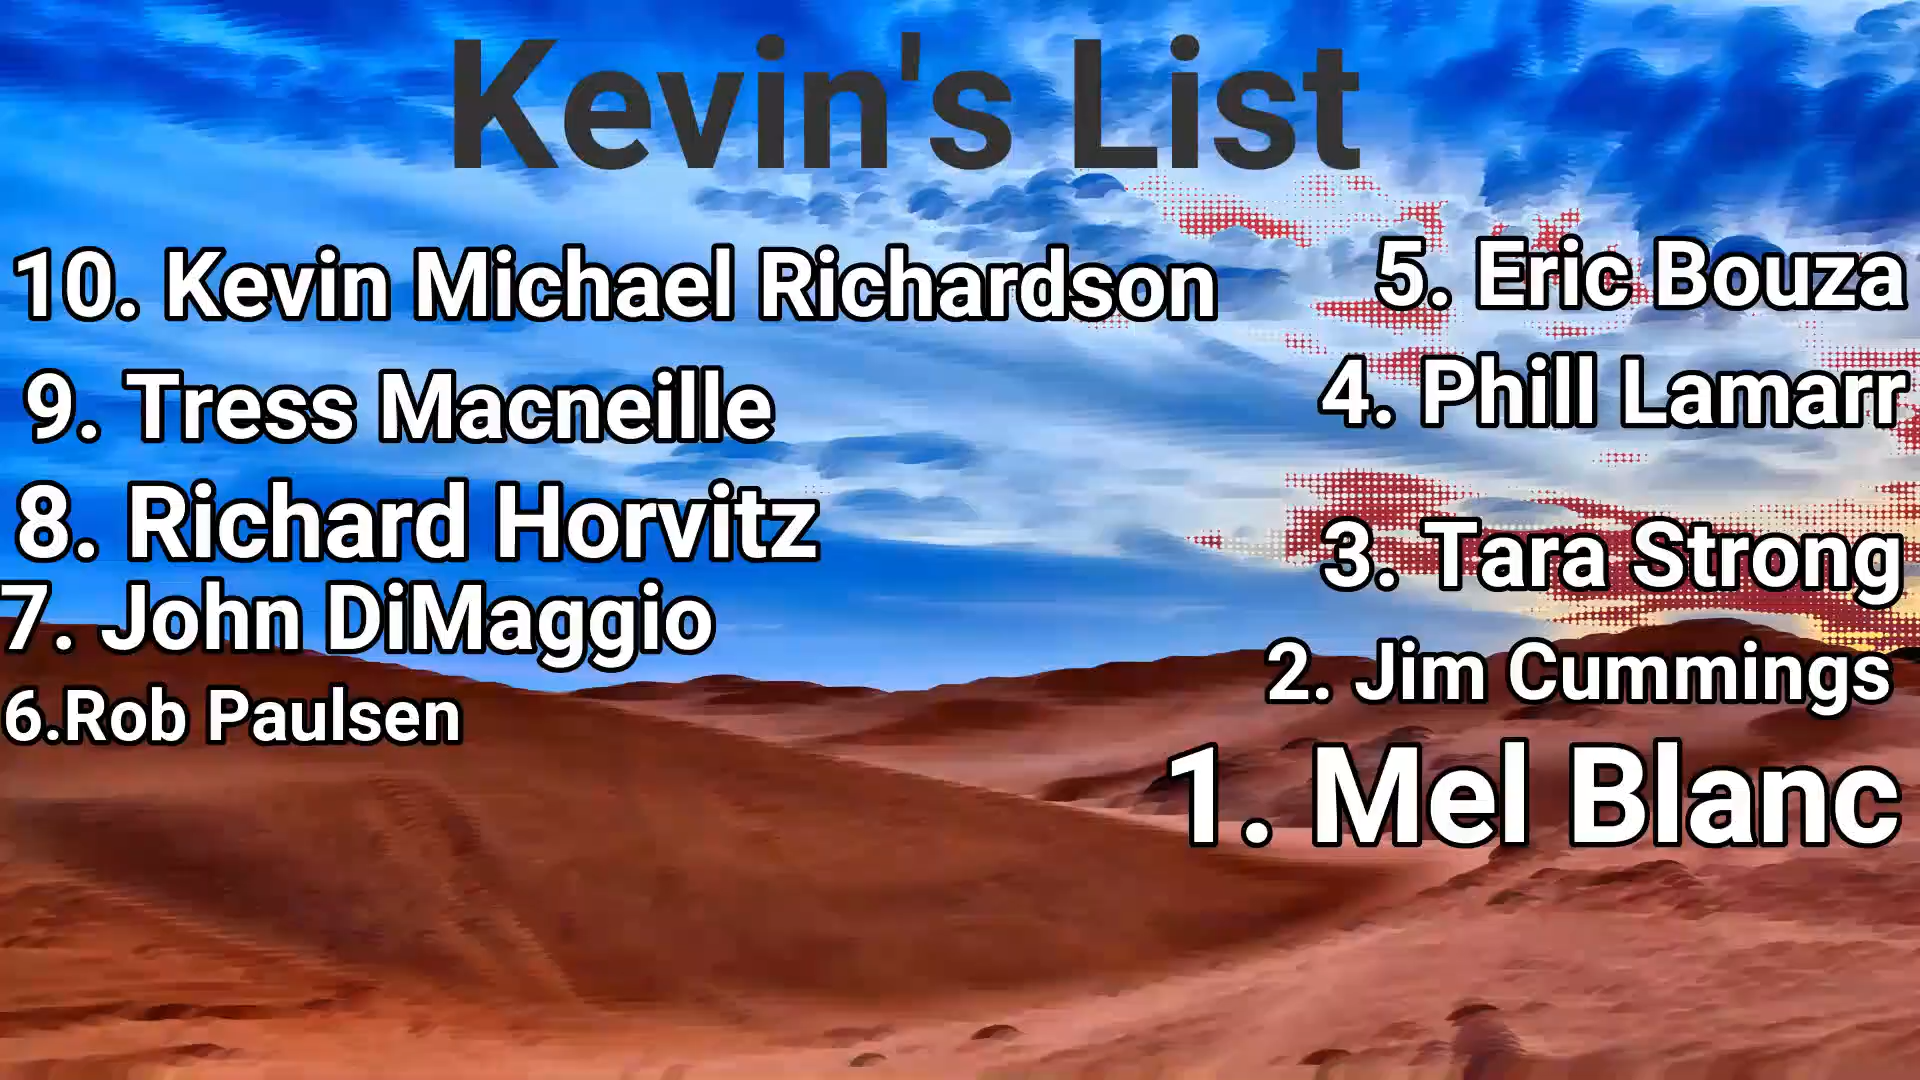 Kevin's List
10. Kevin Michael Richardson
9. Tress Macneille
8. Richard Horvitz
7. John DiMaggio
6.Rob Paulsen
5. Eric Bouza
4. Phill Lamarr
3. Tara Strong
2. Jim Cummings
1. Mel Blanc